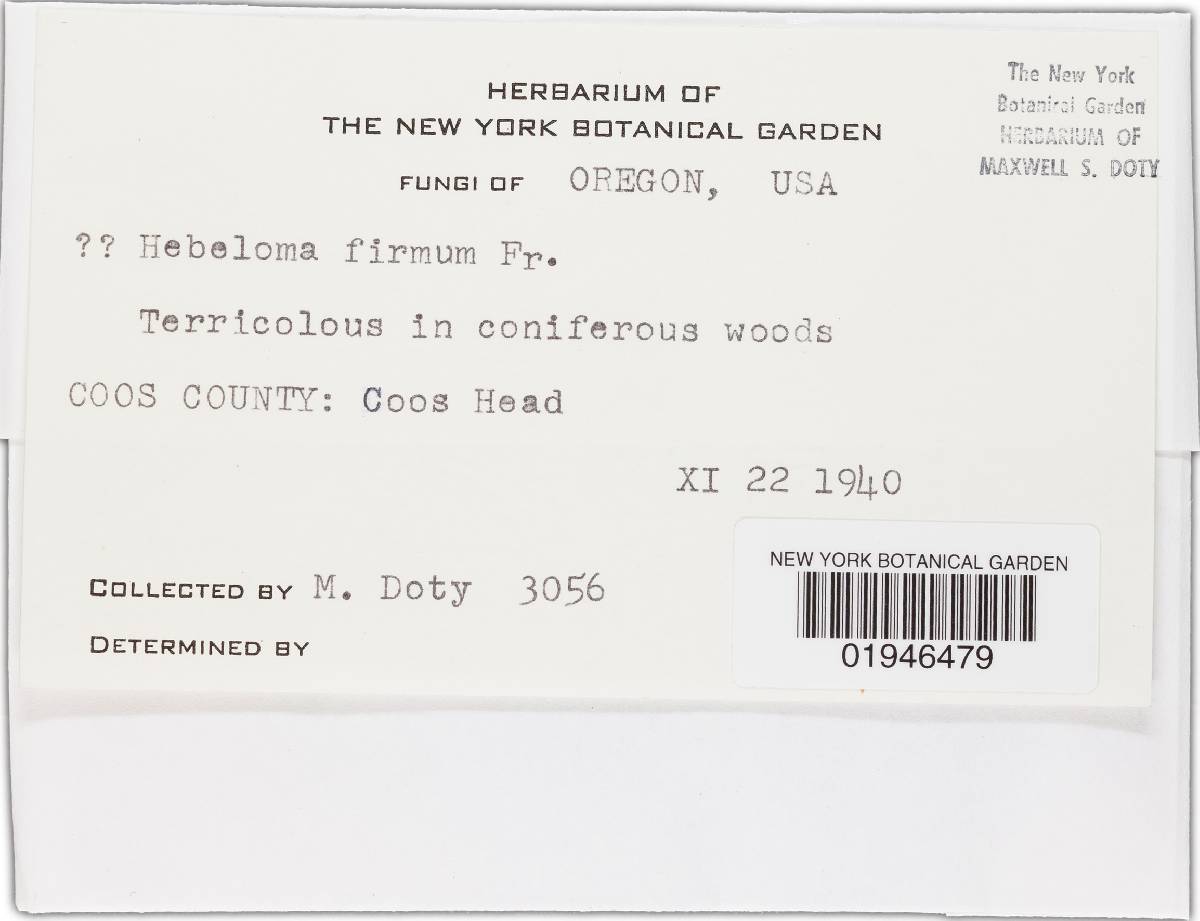 HERBARIUM OF
THE NEW YORK BOTANICAL GARDEN
FUNGI OF OREGON, USA
The New York
Botanical Garden
HERBARIUM OF
MAXWELL S. DOTY
?? Hebeloma firmum Fr.
Terricolous in coniferous woods
COOS COUNTY: Coos Head
XI 22 1940
COLLECTED BY M. Doty 3056
DETERMINED BY
NEW YORK BOTANICAL GARDEN
01946479